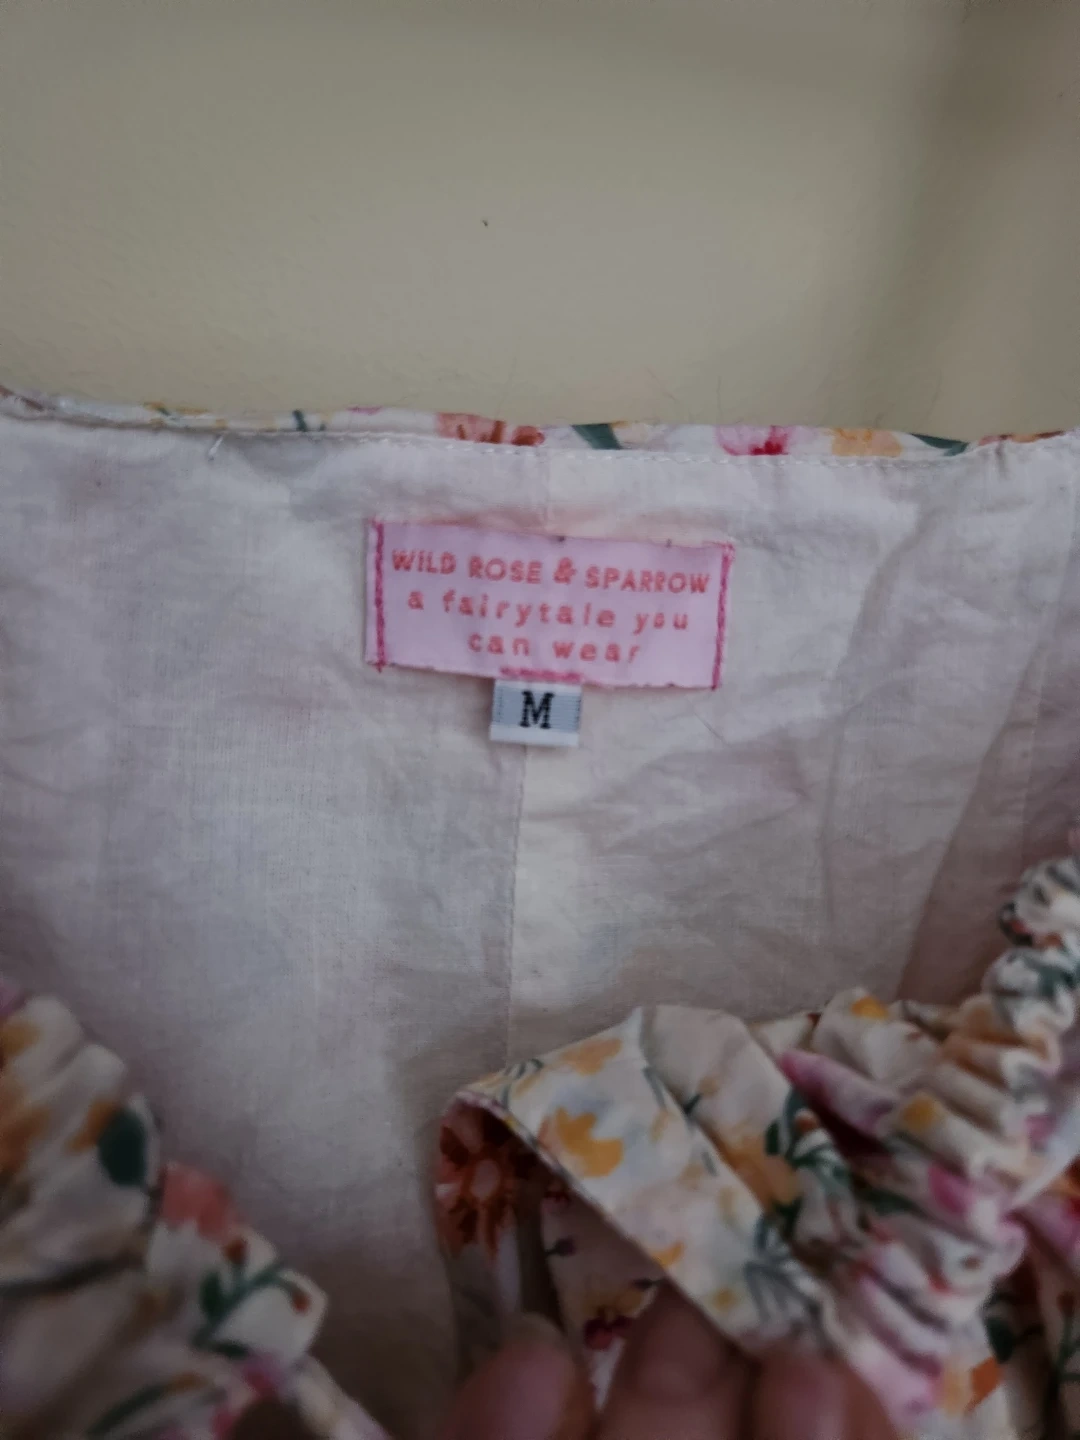 WILD ROSE & SPARROW
a fairytale you
can wear
M